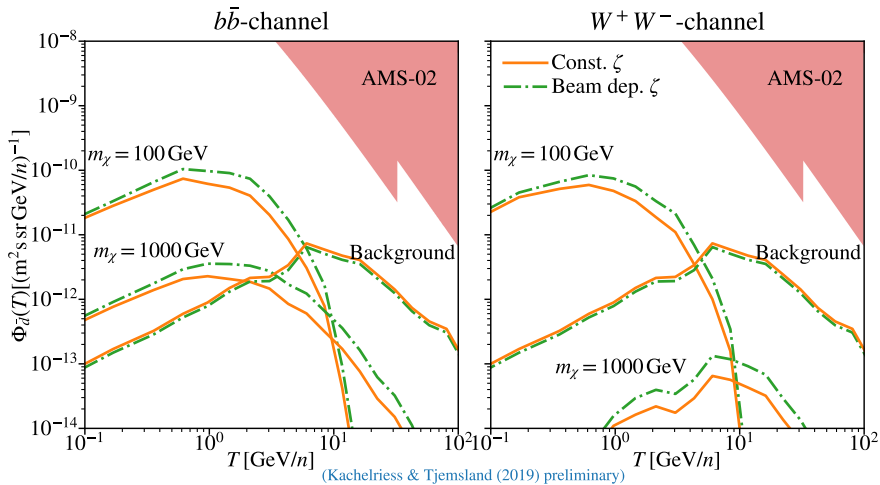 bb̄-channel
W⁺W⁻-channel
10⁻⁸
10⁻⁹
10⁻¹⁰
10⁻¹¹
10⁻¹²
10⁻¹³
10⁻¹⁴
Φ_d̄(T)[(m² s sr GeV/n)⁻¹]
AMS-02
m_χ = 100 GeV
m_χ = 1000 GeV
Background
10⁻¹
10⁰
10¹
10²
T [GeV/n]
Const. ζ
Beam dep. ζ
AMS-02
m_χ = 100 GeV
Background
m_χ = 1000 GeV
10⁻¹
10⁰
10¹
10²
T [GeV/n]
(Kachelriess & Tjemsland (2019) preliminary)